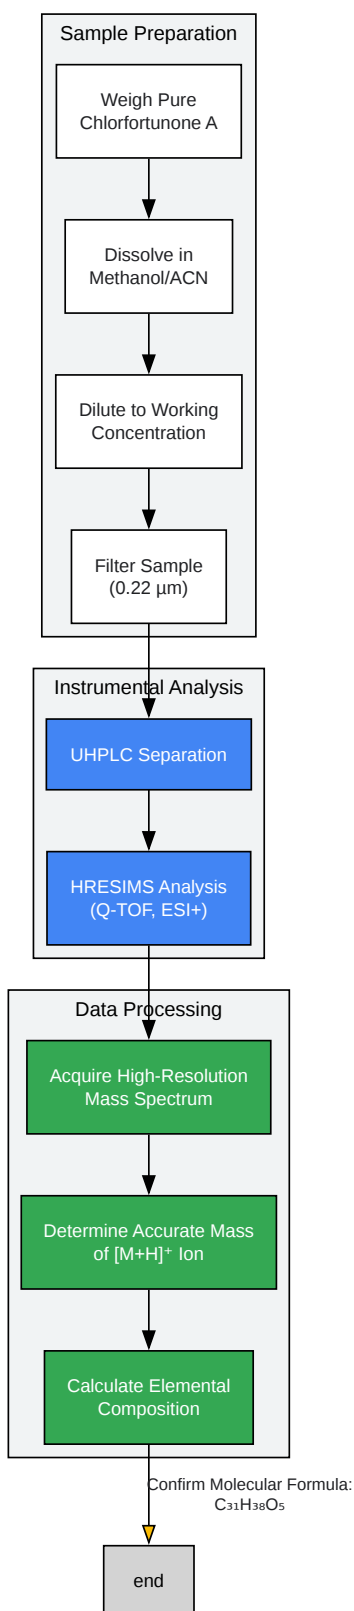 Sample Preparation
Weigh Pure
Chlorfortunone A
Dissolve in
Methanol/ACN
Dilute to Working
Concentration
Filter Sample
(0.22 µm)
Instrumental Analysis
UHPLC Separation
HRESIMS Analysis
(Q-TOF, ESI+)
Data Processing
Acquire High-Resolution
Mass Spectrum
Determine Accurate Mass
of [M+H]⁺ Ion
Calculate Elemental
Composition
Confirm Molecular Formula:
C₃₁H₃₈O₅
end